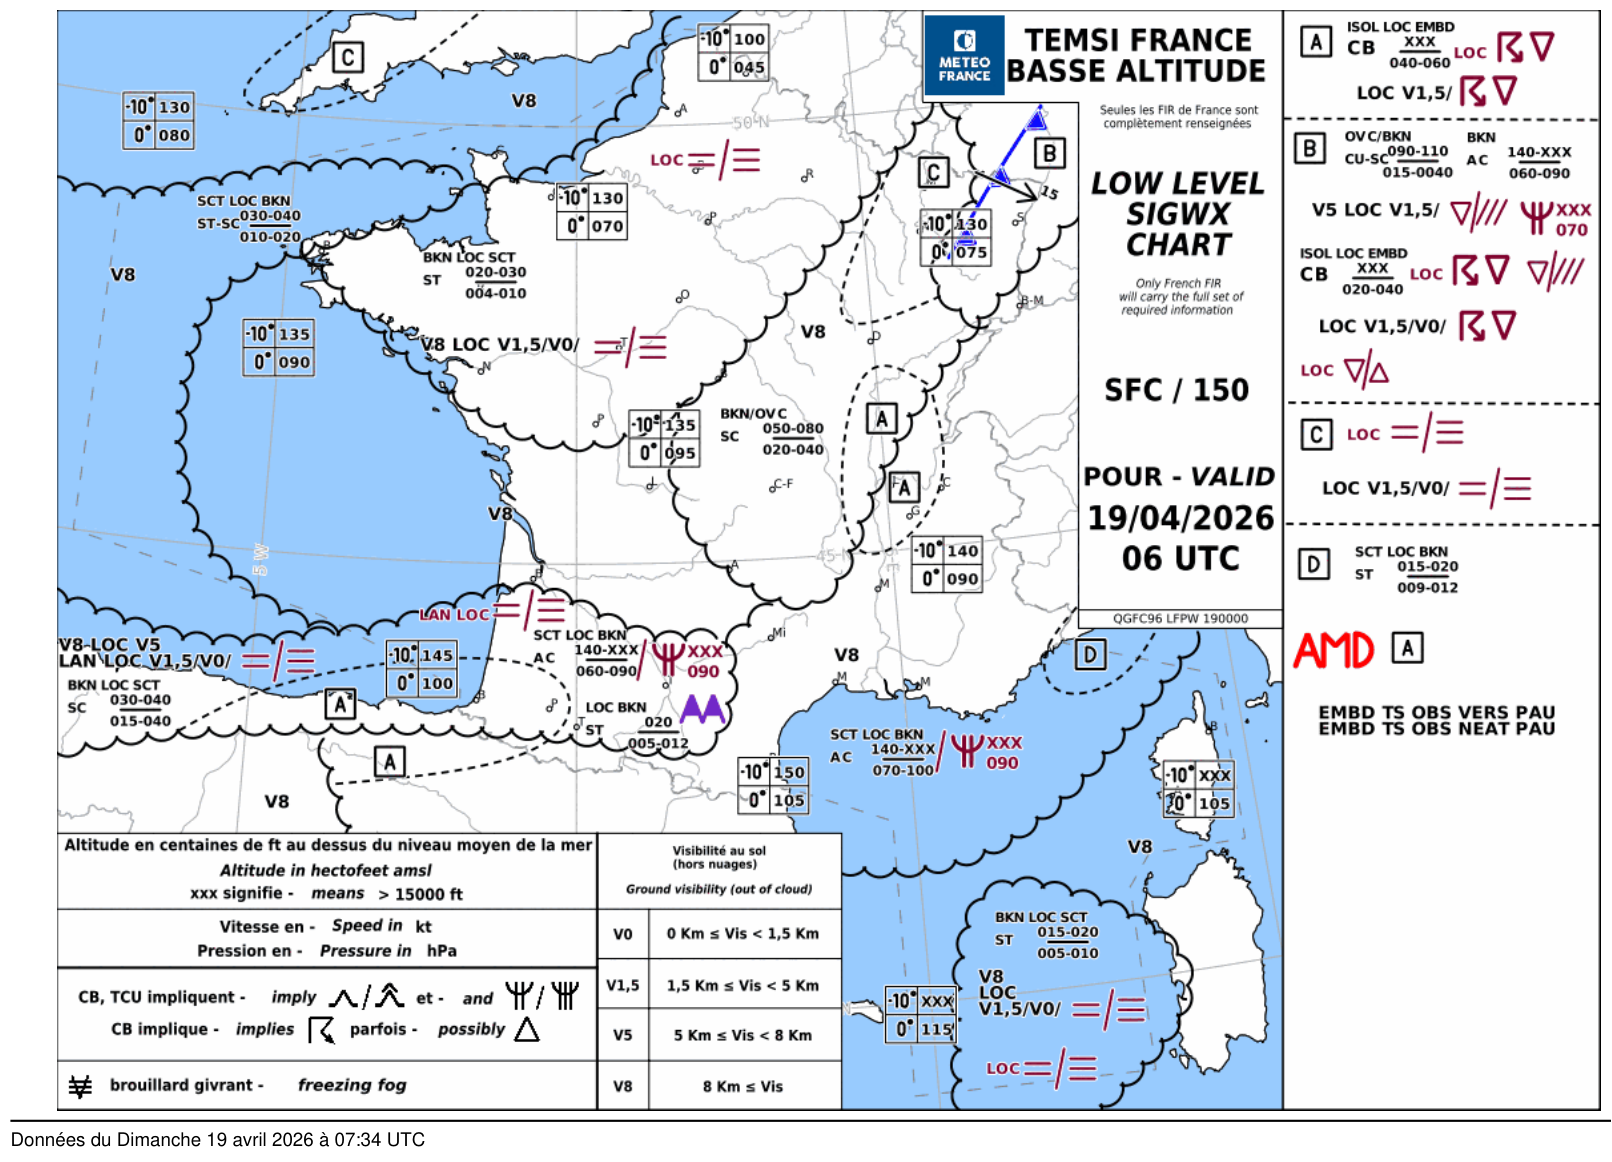 METEO
FRANCE
TEMSI FRANCE
BASSE ALTITUDE
Seules les FIR de France sont
complètement renseignées
LOW LEVEL
SIGWX
CHART
Only French FIR
will carry the full set of
required information
SFC / 150
POUR - VALID
19/04/2026
06 UTC
QGFC96 LFPW 190000
A
ISOL LOC EMBD
CB XXX
040-060
LOC
LOC V1,5/
B
OVC/BKN
CU-SC 090-110
015-0040
BKN
AC 140-XXX
060-090
V5 LOC V1,5/
XXX
070
ISOL LOC EMBD
CB XXX
020-040
LOC
LOC V1,5/V0/
LOC
C
LOC
LOC V1,5/V0/
D
SCT LOC BKN
ST 015-020
009-012
AMD A
EMBD TS OBS VERS PAU
EMBD TS OBS NEAT PAU
C
-10° 100
0° 045
V8
-10° 130
0° 080
A
50°N
B
C
LOC
R
15
SCT LOC BKN
ST-SC 030-040
010-020
-10° 130
0° 070
P
S
-10° 130
0° 075
B
V8
BKN LOC SCT
ST 020-030
004-010
O
B-M
-10° 135
0° 090
V8
D
V8 LOC V1,5/V0/
T
N
B
P
-10° 135
0° 095
BKN/OVC
SC 050-080
020-040
A
L
C-F
A
C
G
V8
5°W
45°N
-10° 140
0° 090
A
B
M
LAN LOC
SCT LOC BKN
AC 140-XXX
060-090
XXX
090
Mi
V8 LOC V5
LAN LOC V1,5/V0/
BKN LOC SCT
SC 030-040
015-040
-10° 145
0° 100
V8
D
M
M
B
P
T
LOC BKN
ST 020
005-012
A
A
V8
SCT LOC BKN
AC 140-XXX
070-100
XXX
090
B
-10° 150
0° 105
-10° XXX
0° 105
V8
BKN LOC SCT
ST 015-020
005-010
V8
LOC
V1,5/V0/
-10° XXX
0° 115
LOC
Altitude en centaines de ft au dessus du niveau moyen de la mer
Altitude in hectofeet amsl
xxx signifie - means > 15000 ft
Vitesse en - Speed in kt
Pression en - Pressure in hPa
CB, TCU impliquent - imply / et - and /
CB implique - implies parfois - possibly
brouillard givrant - freezing fog
Visibilité au sol
(hors nuages)
Ground visibility (out of cloud)
V0 0 Km ≤ Vis < 1,5 Km
V1,5 1,5 Km ≤ Vis < 5 Km
V5 5 Km ≤ Vis < 8 Km
V8 8 Km ≤ Vis
Données du Dimanche 19 avril 2026 à 07:34 UTC